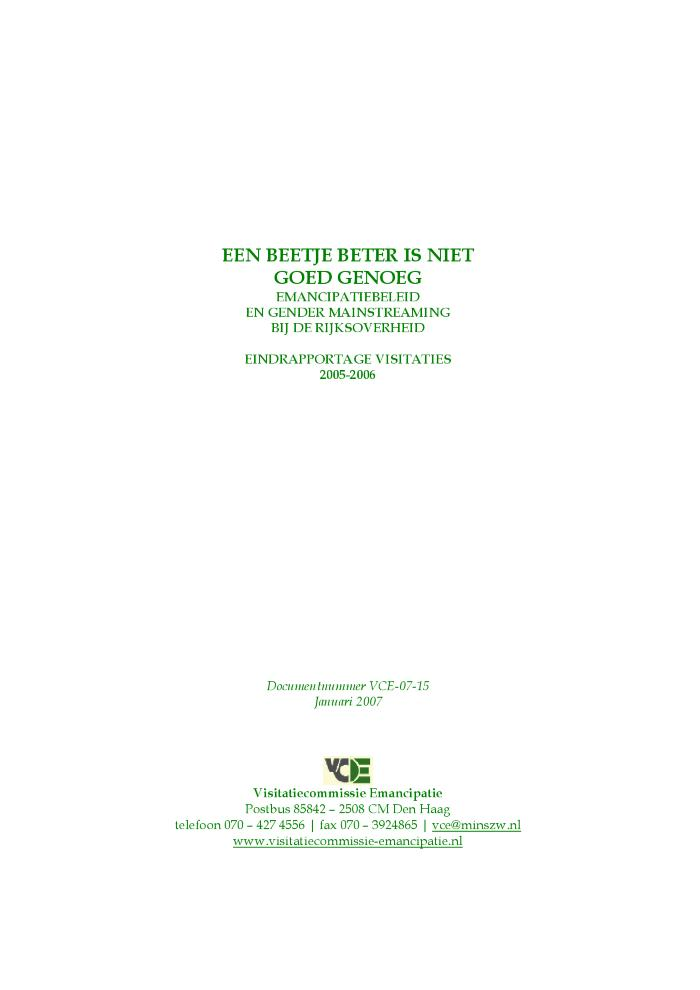 EEN BEETJE BETER IS NIET
GOED GENOEG
EMANCIPATIEBELEID
EN GENDER MAINSTREAMING
BIJ DE RIJKSOVERHEID
EINDRAPPORTAGE VISITATIES
2005-2006
Documentnummer VCE-07-15
Januari 2007
VCE
Visitatiecommissie Emancipatie
Postbus 85842 – 2508 CM Den Haag
telefoon 070 – 427 4556 | fax 070 – 3924865 | vce@minszw.nl
www.visitatiecommissie-emancipatie.nl